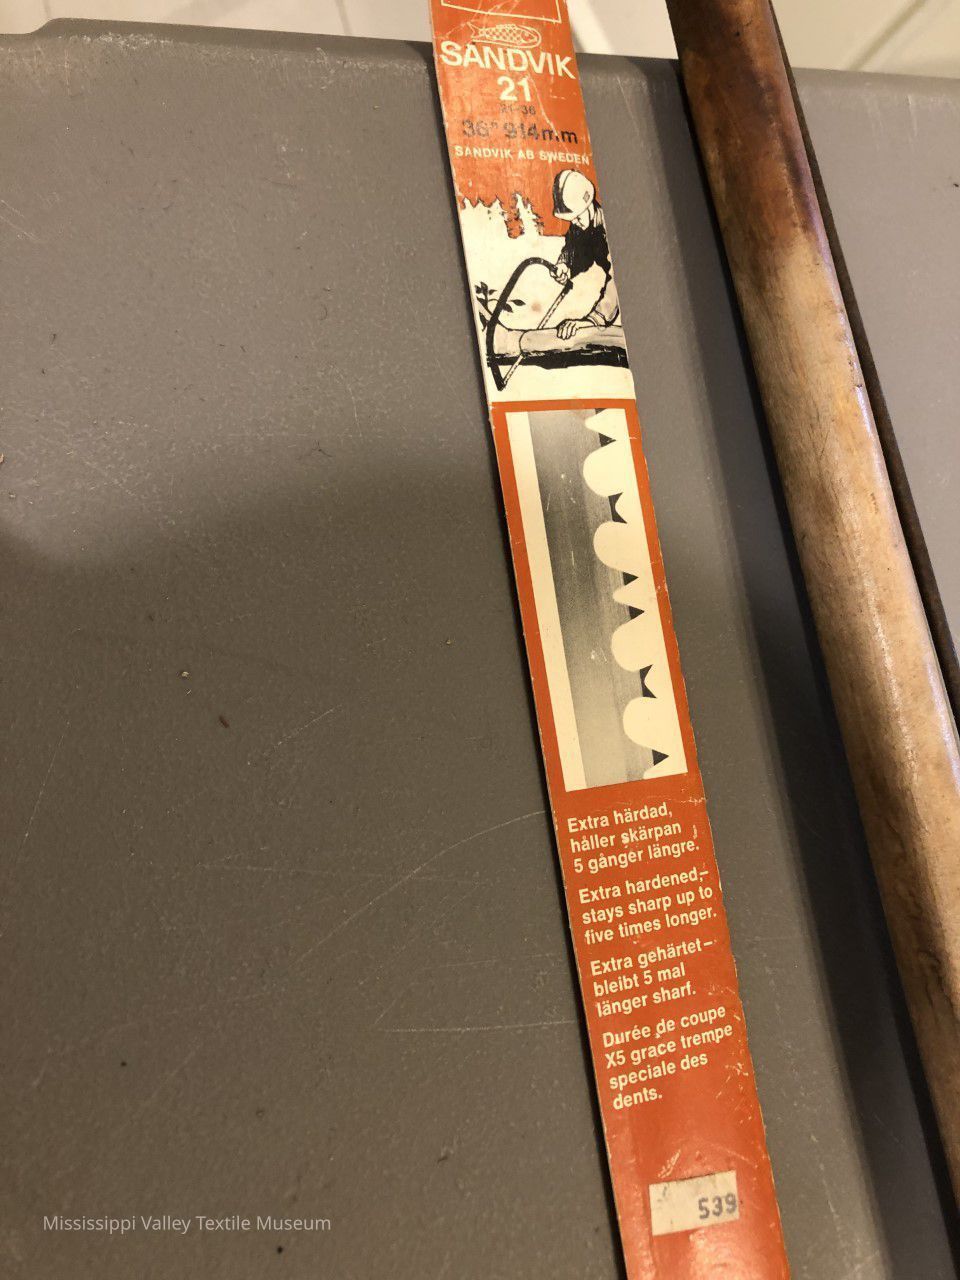 SANDVIK
21
21-36
36" 914mm
SANDVIK AB SWEDEN
Extra härdad,
håller skärpan
5 gånger längre.
Extra hardened,–
stays sharp up to
five times longer.
Extra gehärtet–
bleibt 5 mal
länger sharf.
Durée de coupe
X5 grace trempe
speciale des
dents.
539
Mississippi Valley Textile Museum